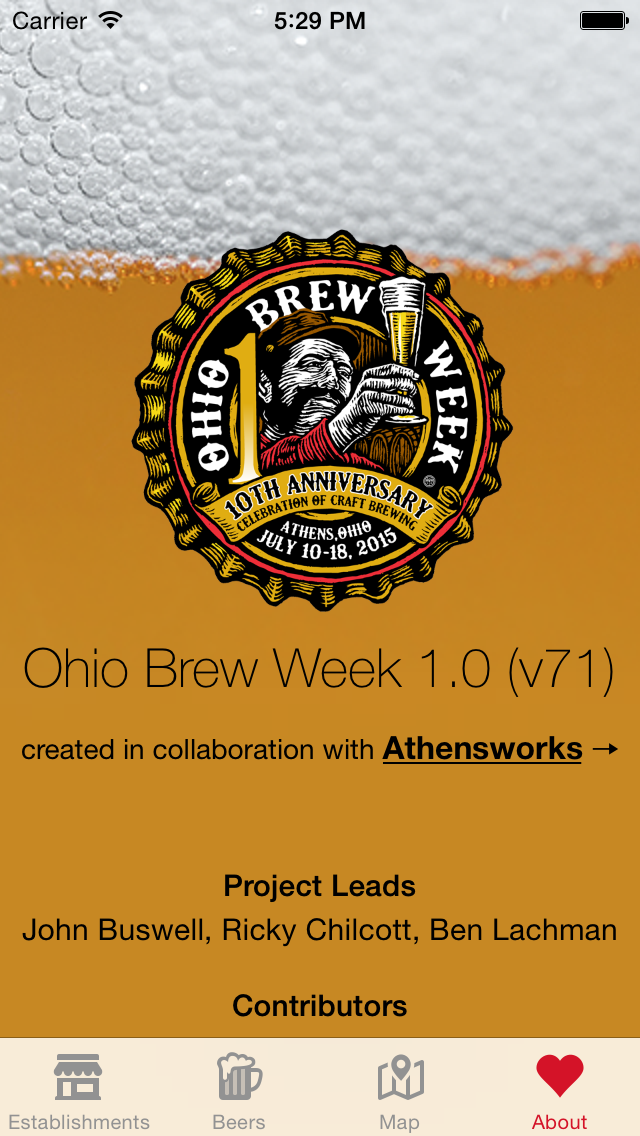 Carrier 5:29 PM
OHIO BREW WEEK
10TH ANNIVERSARY
CELEBRATION OF CRAFT BREWING
ATHENS, OHIO
JULY 10-18, 2015
Ohio Brew Week 1.0 (v71)
created in collaboration with Athensworks →
Project Leads
John Buswell, Ricky Chilcott, Ben Lachman
Contributors
Establishments Beers Map About